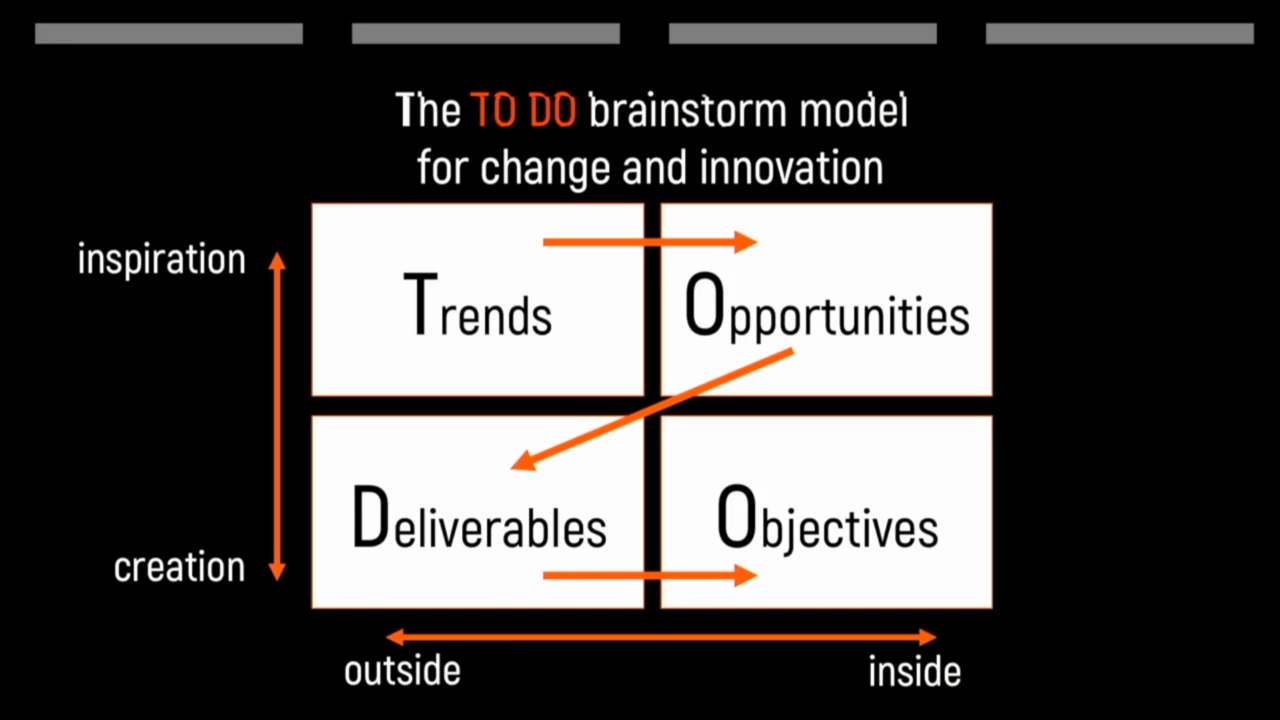 The TO DO brainstorm model
for change and innovation
inspiration
Trends
Opportunities
creation
Deliverables
Objectives
outside
inside